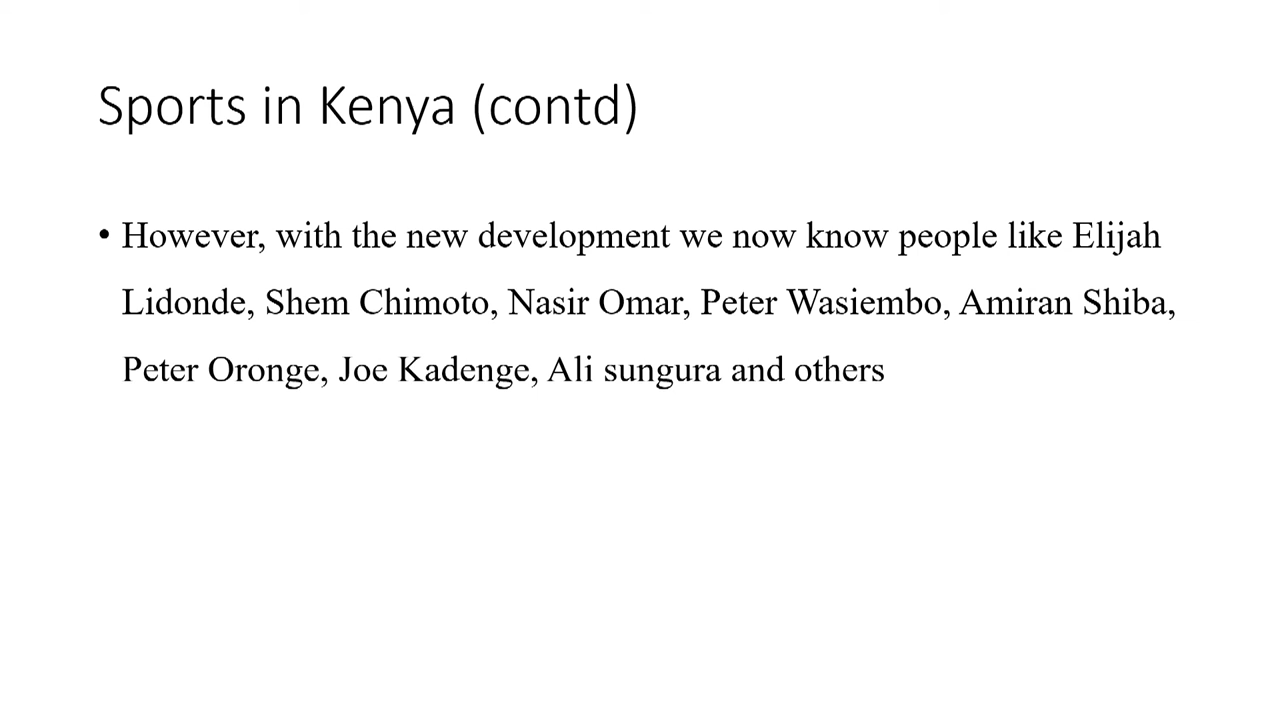 Sports in Kenya (contd)
• However, with the new development we now know people like Elijah
Lidonde, Shem Chimoto, Nasir Omar, Peter Wasiembo, Amiran Shiba,
Peter Oronge, Joe Kadenge, Ali sungura and others